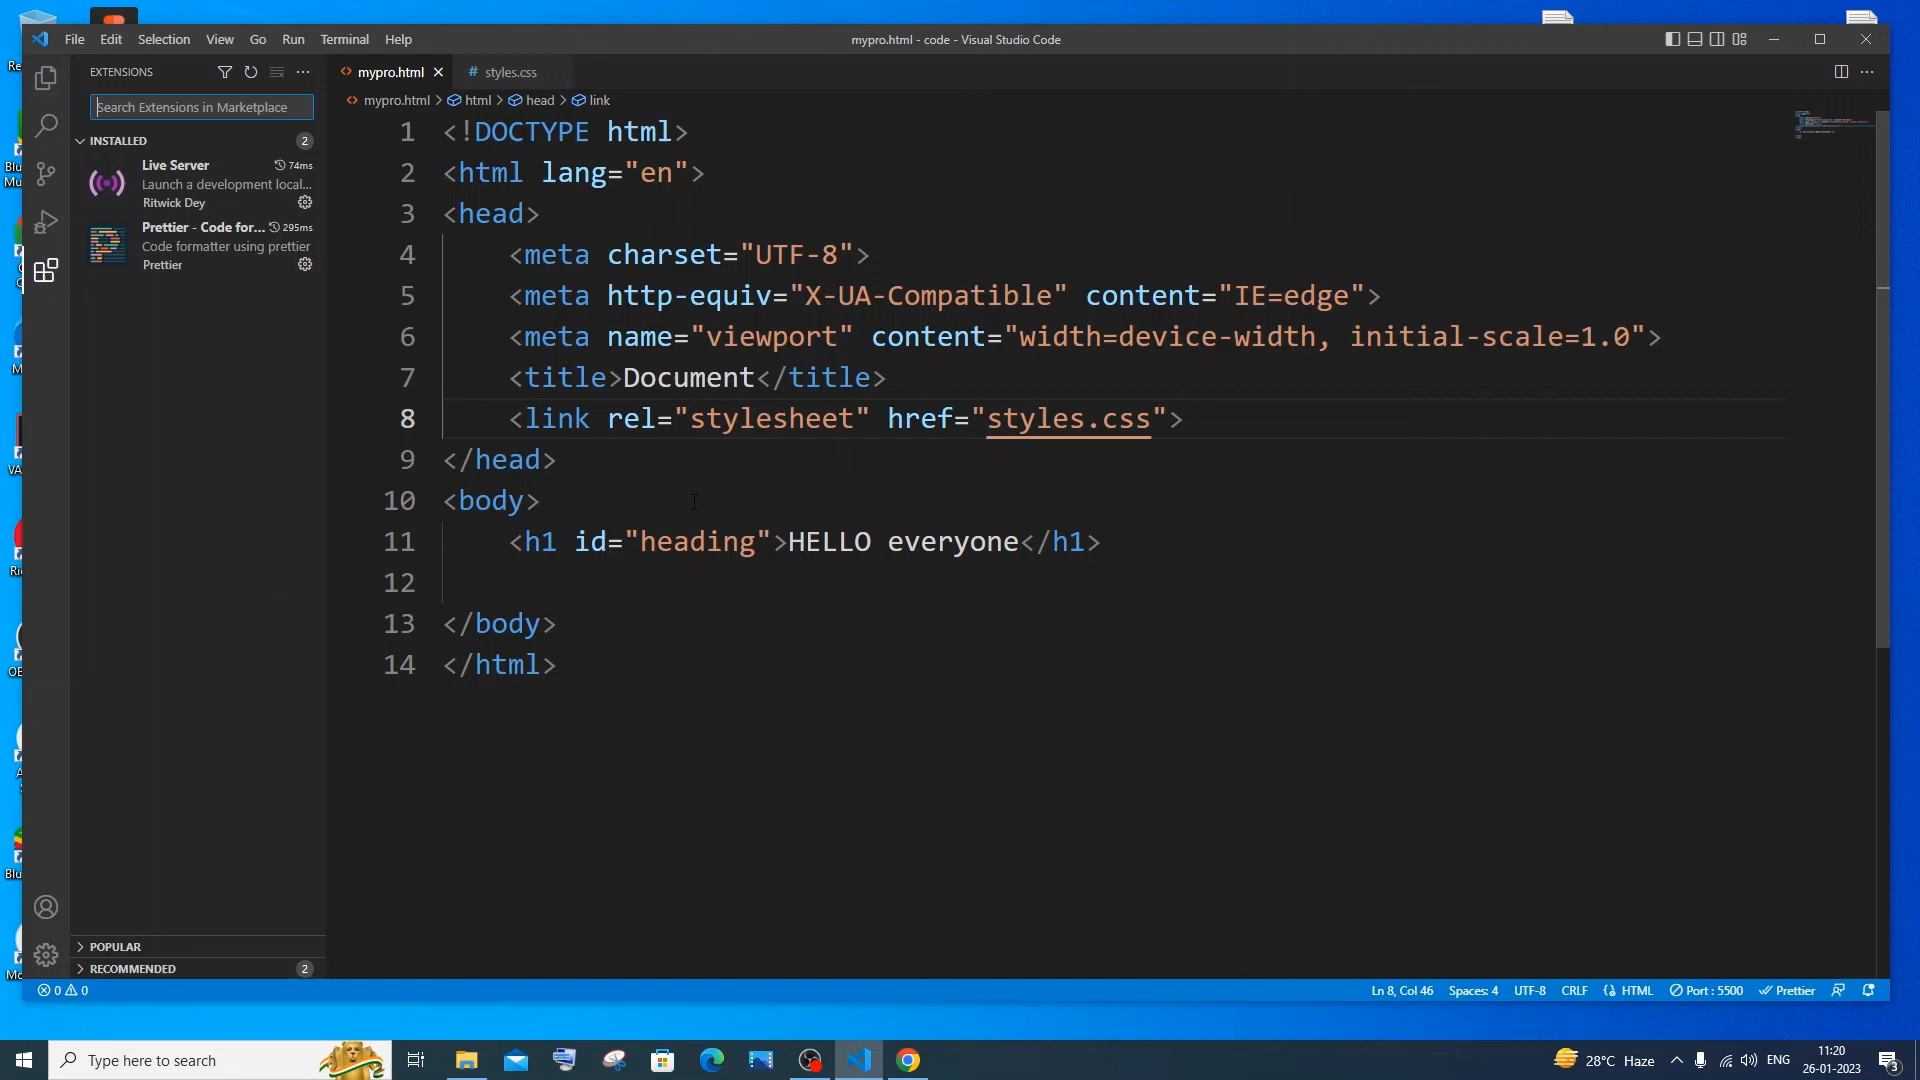 File Edit Selection View Go Run Terminal Help
mypro.html - code - Visual Studio Code
EXTENSIONS
Search Extensions in Marketplace
INSTALLED 2
Live Server 74ms
Launch a development local...
Ritwick Dey
Prettier - Code for... 295ms
Code formatter using prettier
Prettier
POPULAR
RECOMMENDED 2
mypro.html
# styles.css
mypro.html > html > head > link
1 <!DOCTYPE html>
2 <html lang="en">
3 <head>
4 <meta charset="UTF-8">
5 <meta http-equiv="X-UA-Compatible" content="IE=edge">
6 <meta name="viewport" content="width=device-width, initial-scale=1.0">
7 <title>Document</title>
8 <link rel="stylesheet" href="styles.css">
9 </head>
10 <body>
11 <h1 id="heading">HELLO everyone</h1>
12
13 </body>
14 </html>
0 0
Ln 8, Col 46 Spaces: 4 UTF-8 CRLF HTML Port : 5500 Prettier
Type here to search
28°C Haze
ENG
11:20
26-01-2023
3